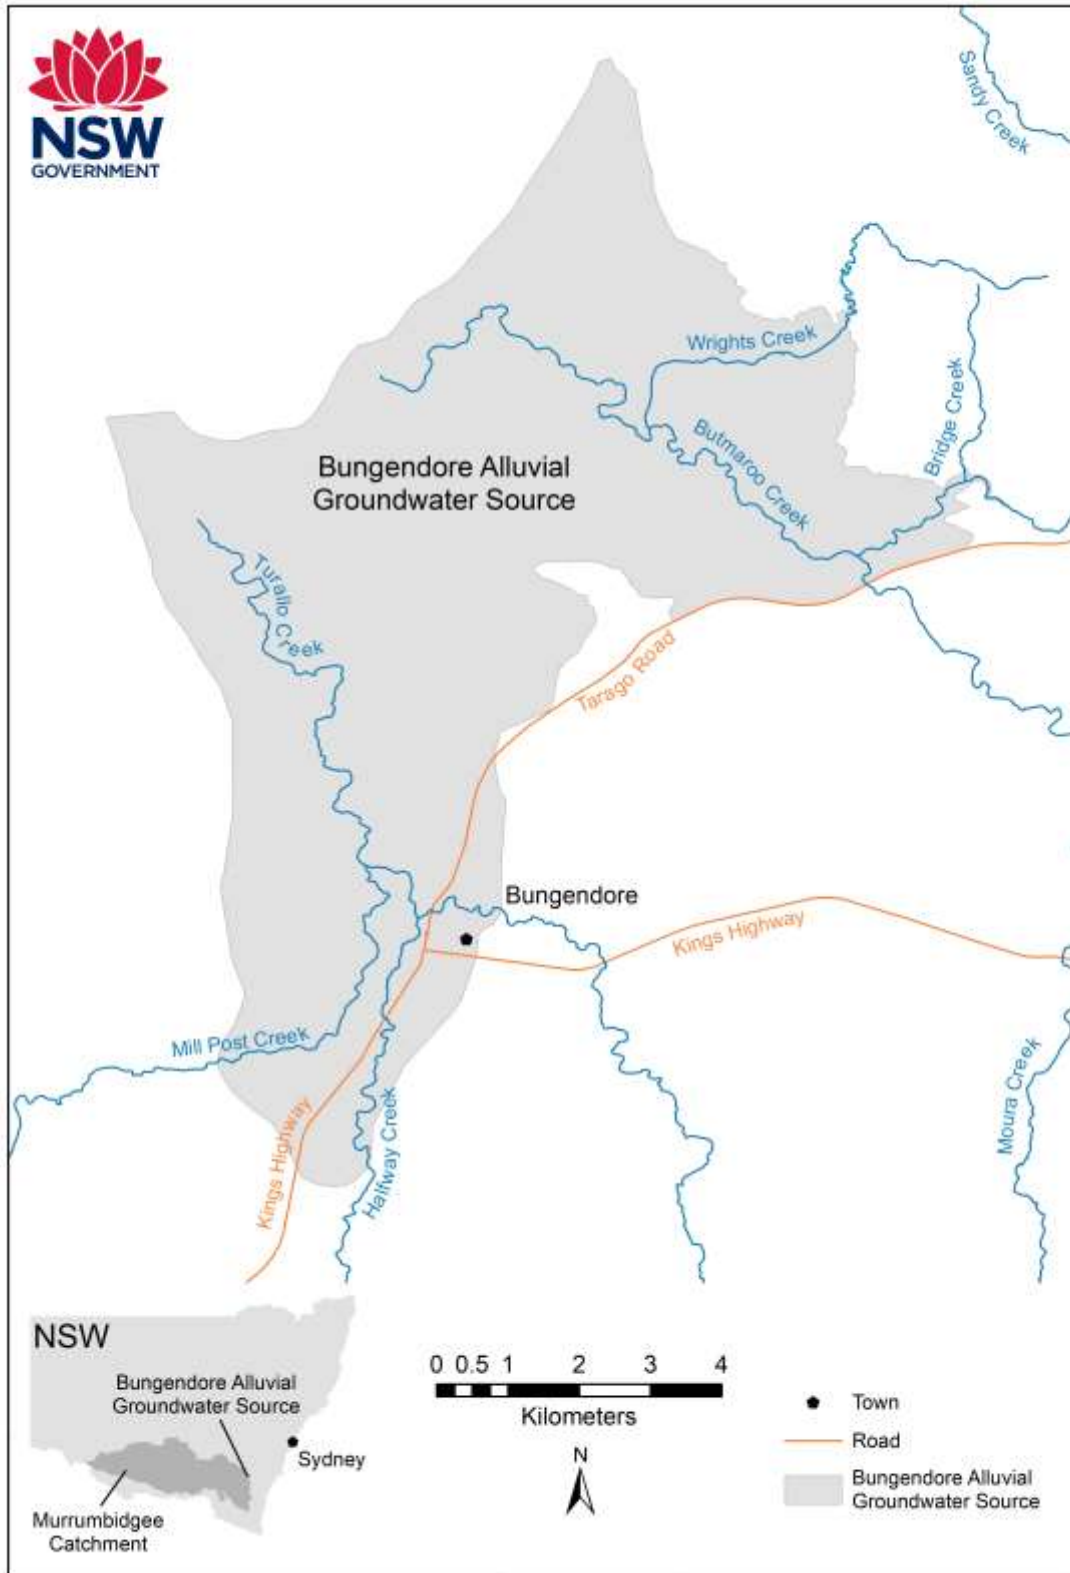 NSW
GOVERNMENT
Sandy Creek
Wrights Creek
Bridge Creek
Butmaroo Creek
Bungendore Alluvial
Groundwater Source
Turallo Creek
Tarago Road
Bungendore
Kings Highway
Mill Post Creek
Moura Creek
Kings Highway
Halfway Creek
NSW
Bungendore Alluvial
Groundwater Source
Sydney
Murrumbidgee
Catchment
0 0.5 1 2 3 4
Kilometers
N
Town
Road
Bungendore Alluvial
Groundwater Source